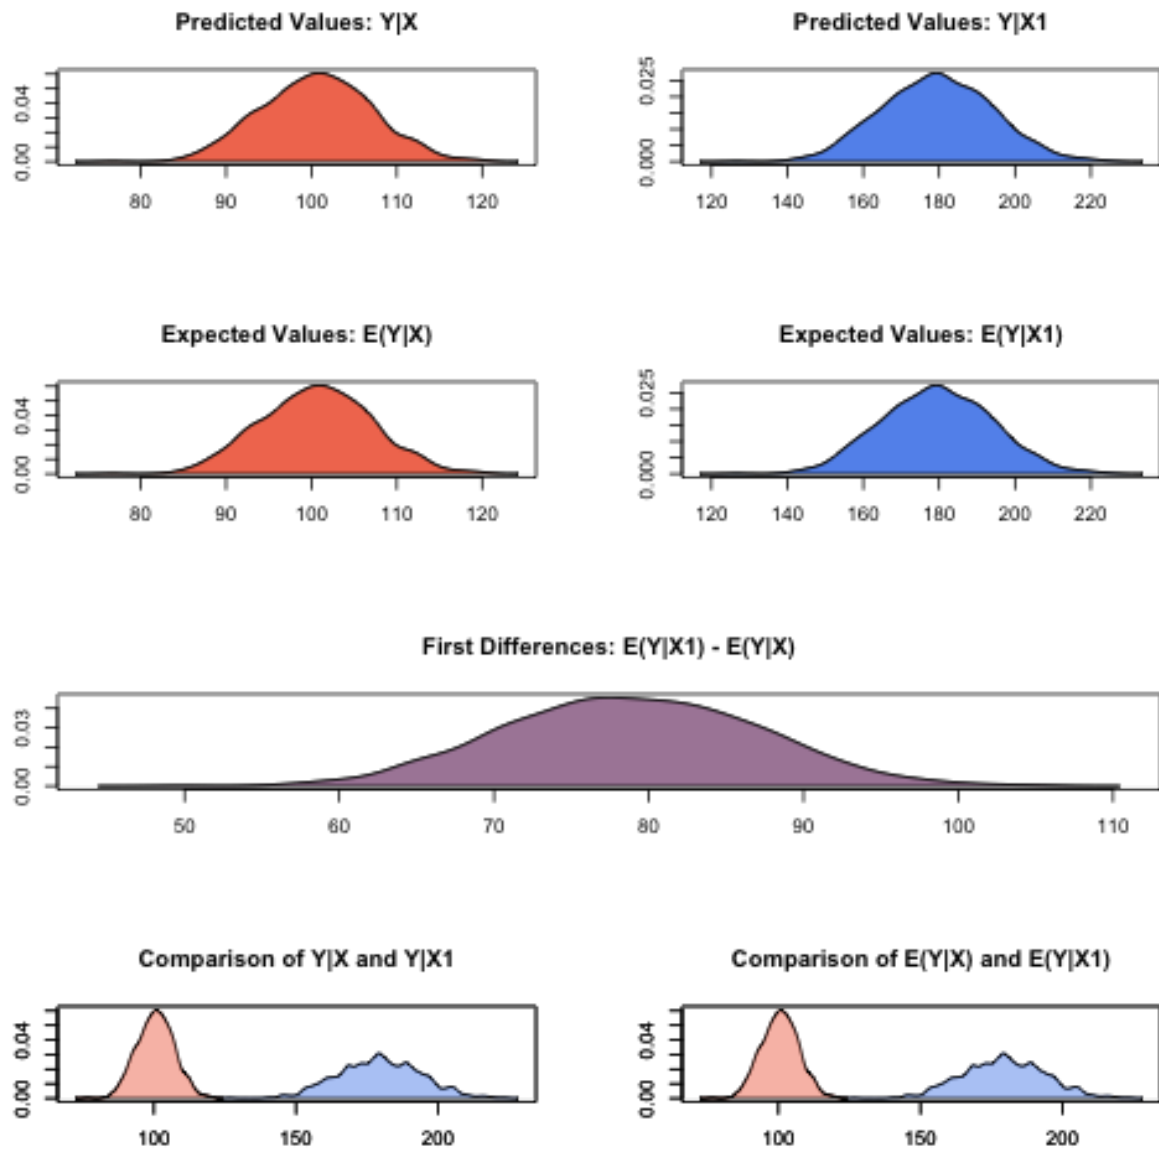 Predicted Values: Y|X
0.00 0.04
80 90 100 110 120
Predicted Values: Y|X1
0.000 0.025
120 140 160 180 200 220
Expected Values: E(Y|X)
0.00 0.04
80 90 100 110 120
Expected Values: E(Y|X1)
0.000 0.025
120 140 160 180 200 220
First Differences: E(Y|X1) - E(Y|X)
0.00 0.03
50 60 70 80 90 100 110
Comparison of Y|X and Y|X1
0.00 0.04
100 150 200
Comparison of E(Y|X) and E(Y|X1)
0.00 0.04
100 150 200